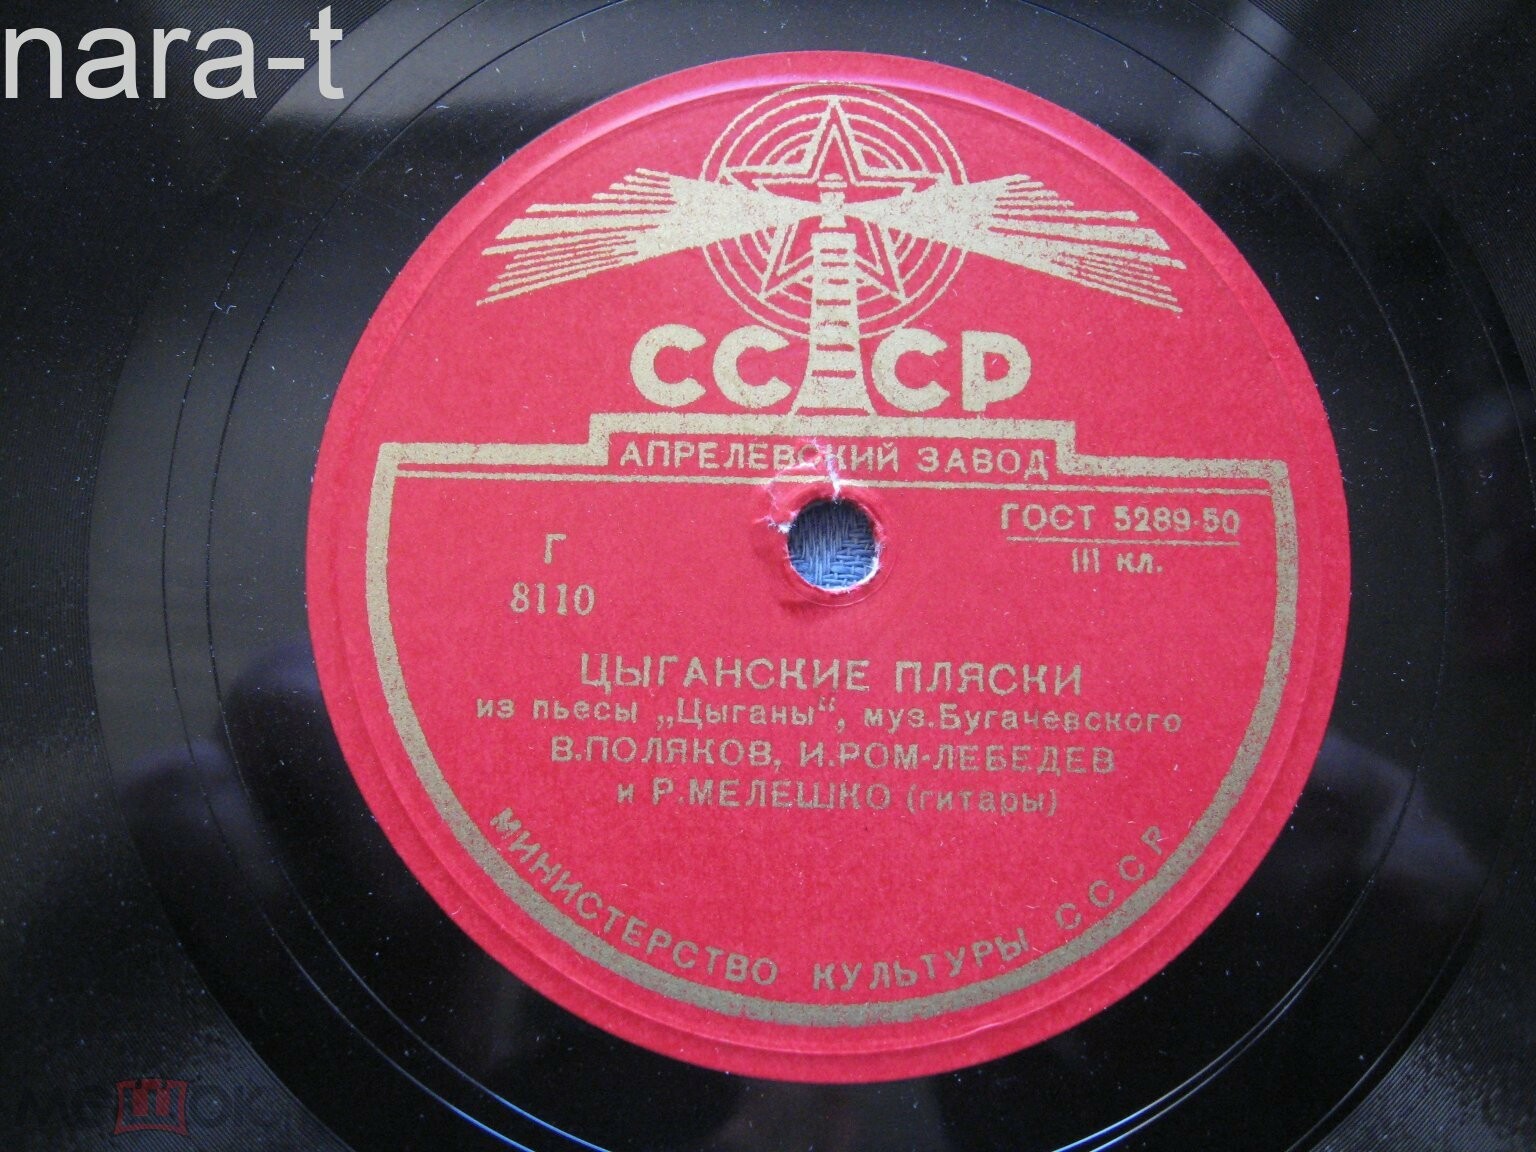 nara-t
СССР
АПРЕЛЕВСКИЙ ЗАВОД
ГОСТ 5289-50
III кл.
Г
8110
ЦЫГАНСКИЕ ПЛЯСКИ
из пьесы „Цыганы“, муз.Бугачевского
В.ПОЛЯКОВ, И.РОМ-ЛЕБЕДЕВ
и Р.МЕЛЕШКО (гитары)
МИНИСТЕРСТВО КУЛЬТУРЫ СССР